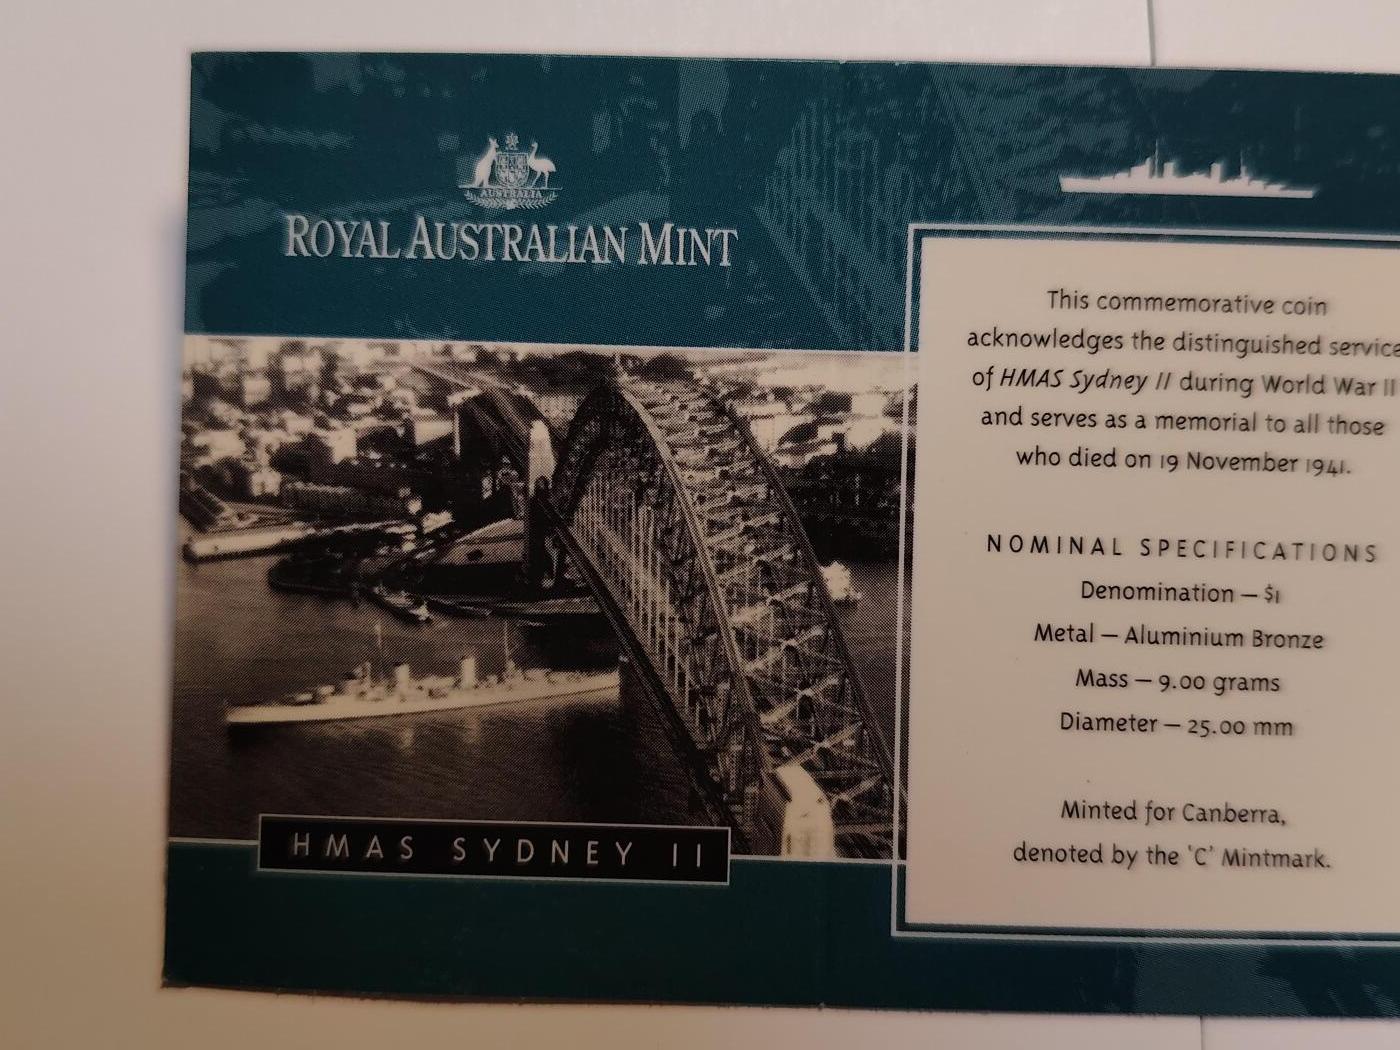 AUSTRALIA
ROYAL AUSTRALIAN MINT
HMAS SYDNEY II
This commemorative coin
acknowledges the distinguished service
of HMAS Sydney II during World War II
and serves as a memorial to all those
who died on 19 November 1941.
NOMINAL SPECIFICATIONS
Denomination – $1
Metal – Aluminium Bronze
Mass – 9.00 grams
Diameter – 25.00 mm
Minted for Canberra,
denoted by the 'C' Mintmark.